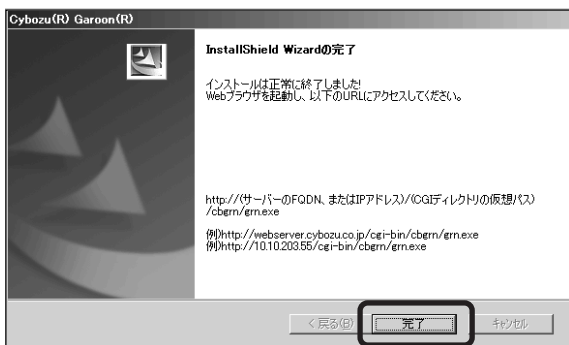 Cybozu(R) Garoon(R)
InstallShield Wizardの完了
インストールは正常に終了しました!
Webブラウザを起動し、以下のURLにアクセスしてください。
http://(サーバーのFQDN、またはIPアドレス)/(CGIディレクトリの仮想パス)
/cbgrn/grn.exe
例)http://webserver.cybozu.co.jp/cgi-bin/cbgrn/grn.exe
例)http://10.10.203.55/cgi-bin/cbgrn/grn.exe
< 戻る(B) 完了 キャンセル